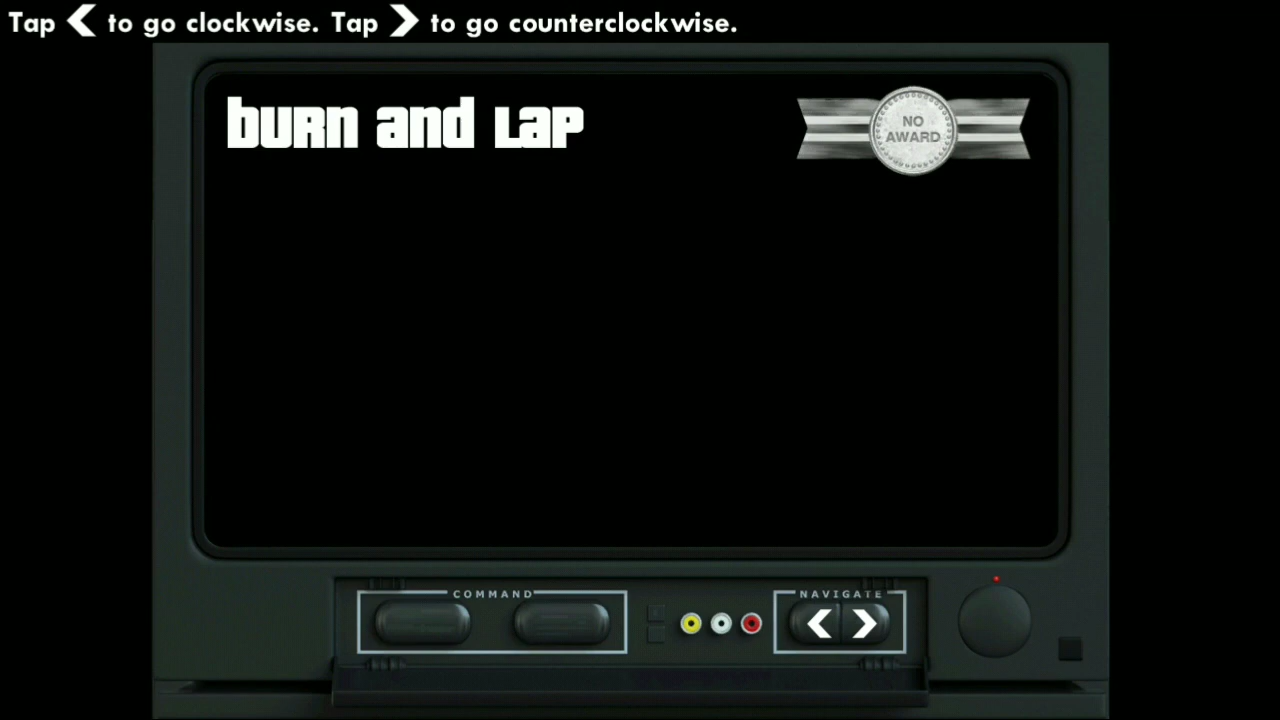 Tap < to go clockwise. Tap > to go counterclockwise.
burn and Lap
NO
AWARD
COMMAND
NAVIGATE
< >